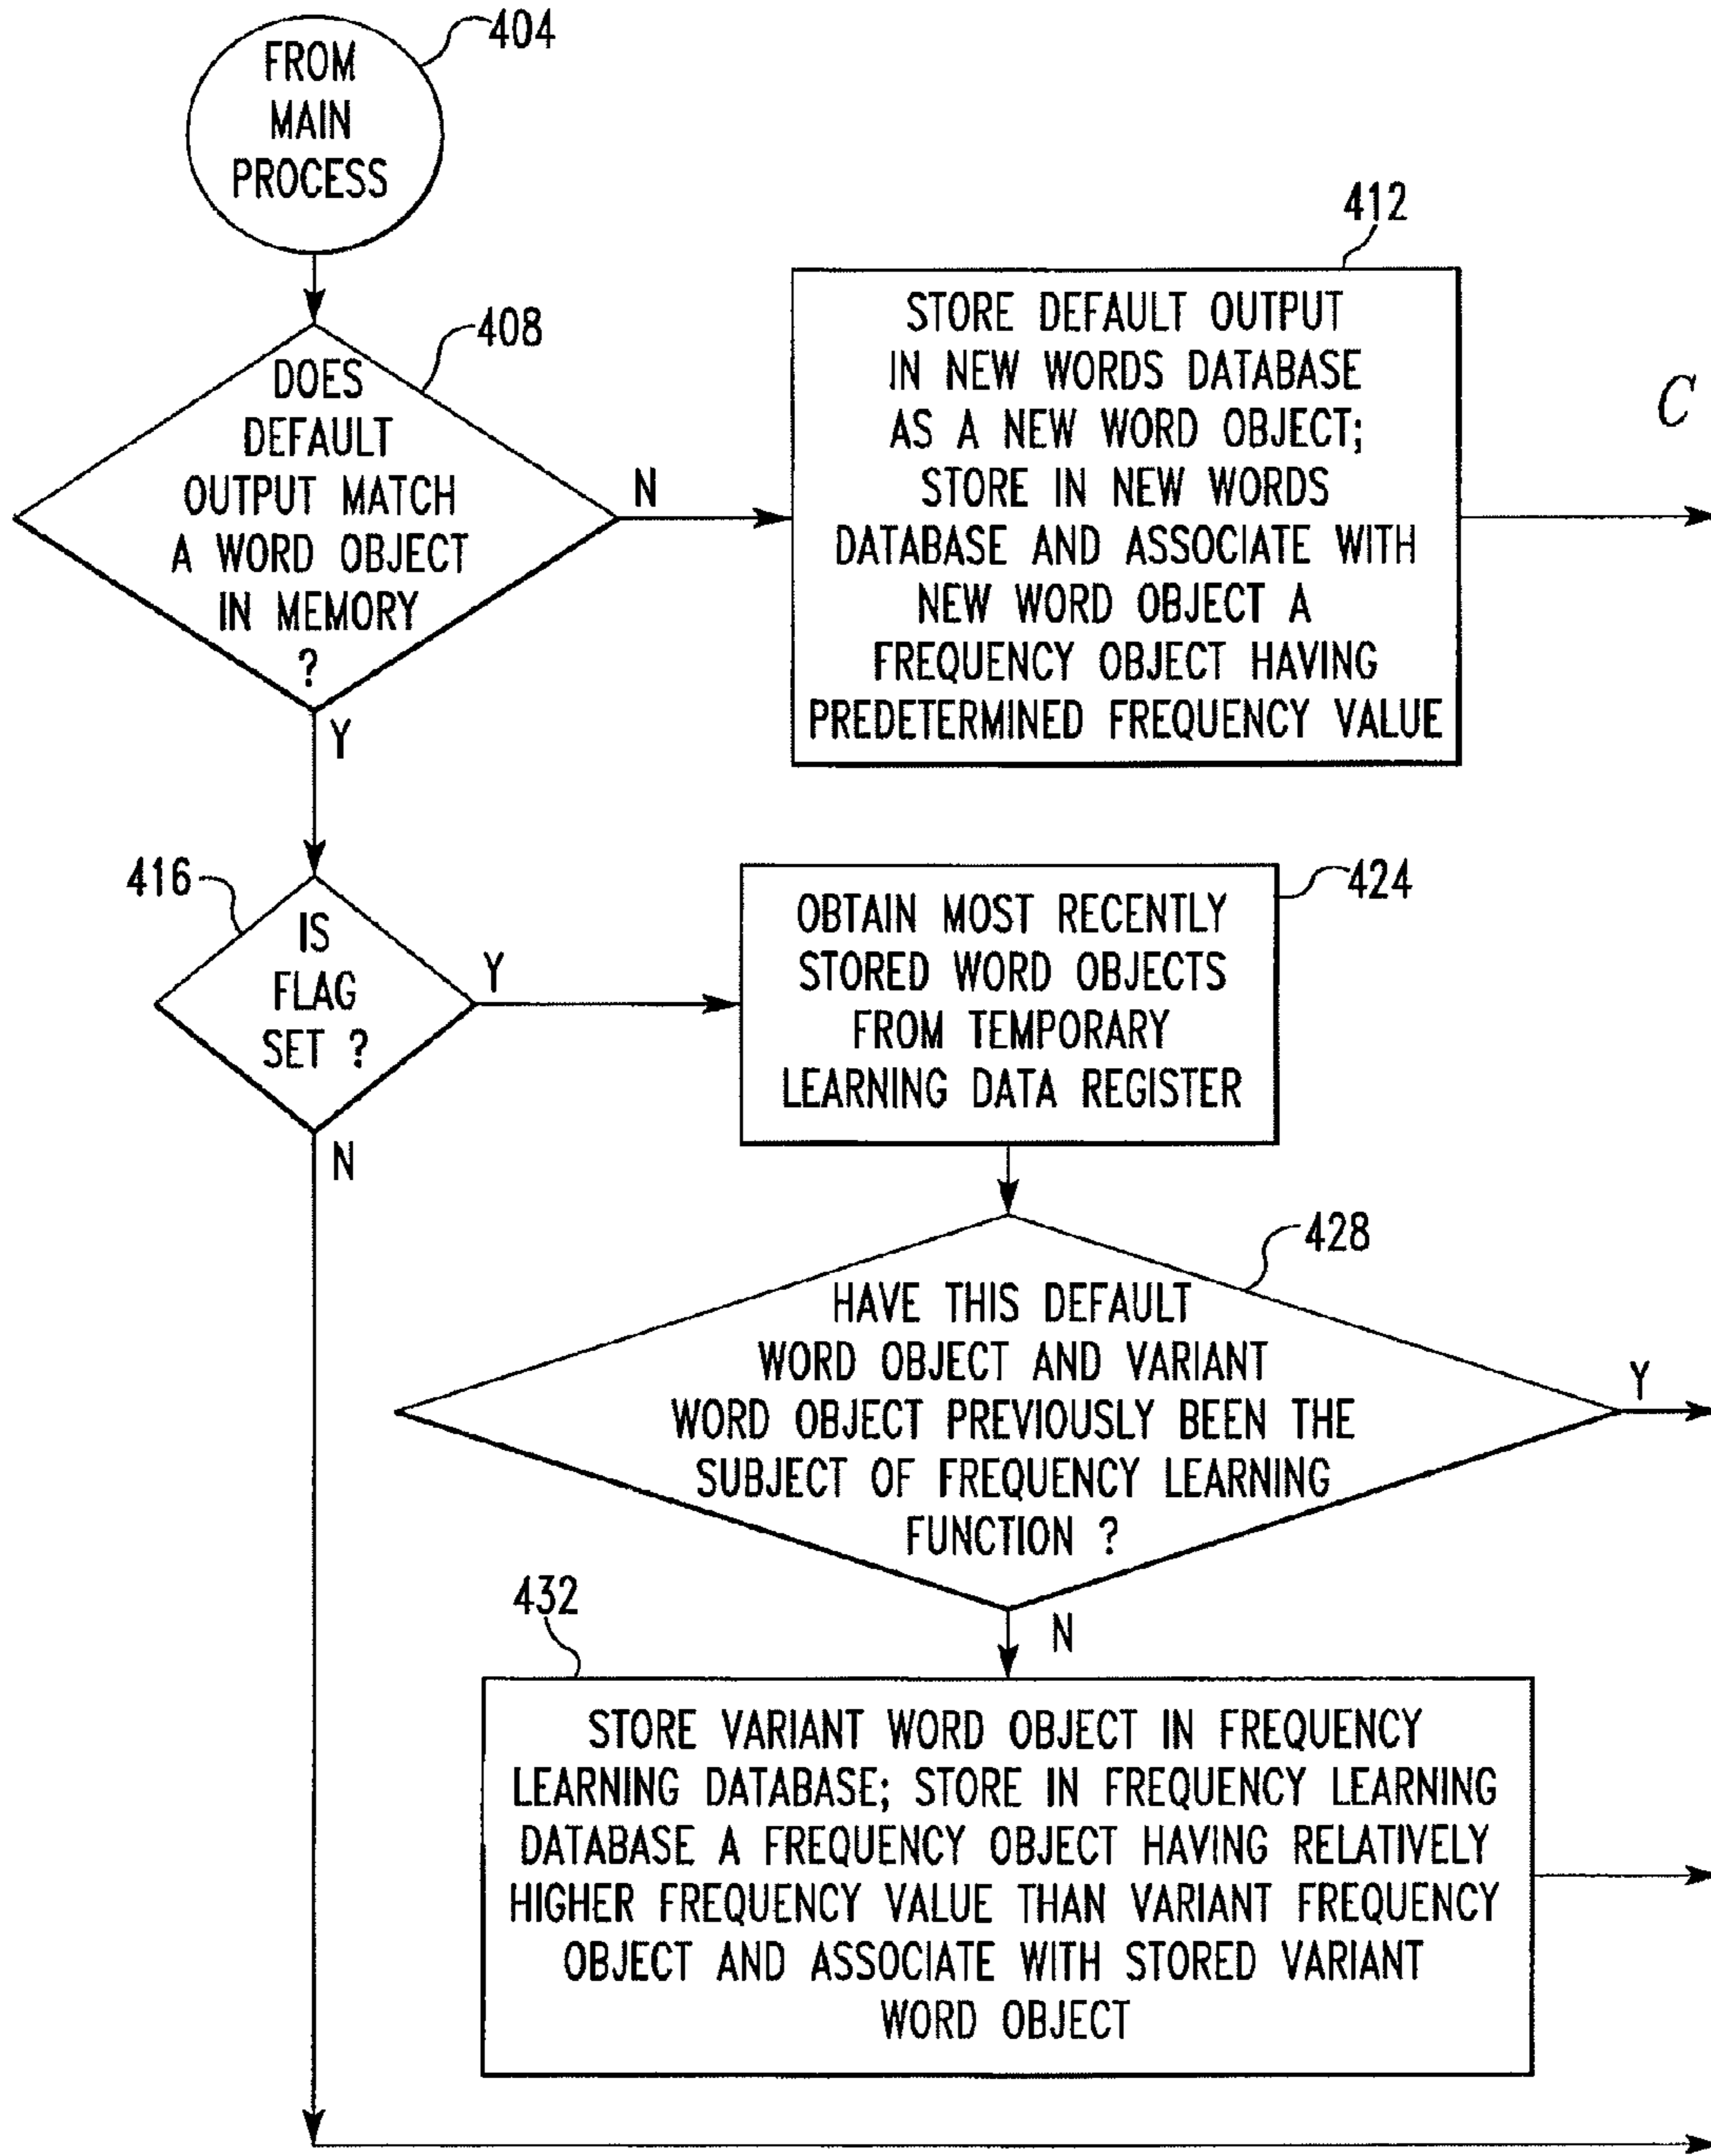 404
FROM
MAIN
PROCESS
408
DOES
DEFAULT
OUTPUT MATCH
A WORD OBJECT
IN MEMORY
?
N
Y
412
STORE DEFAULT OUTPUT
IN NEW WORDS DATABASE
AS A NEW WORD OBJECT;
STORE IN NEW WORDS
DATABASE AND ASSOCIATE WITH
NEW WORD OBJECT A
FREQUENCY OBJECT HAVING
PREDETERMINED FREQUENCY VALUE
C
416
IS
FLAG
SET ?
Y
N
424
OBTAIN MOST RECENTLY
STORED WORD OBJECTS
FROM TEMPORARY
LEARNING DATA REGISTER
428
HAVE THIS DEFAULT
WORD OBJECT AND VARIANT
WORD OBJECT PREVIOUSLY BEEN THE
SUBJECT OF FREQUENCY LEARNING
FUNCTION ?
Y
N
432
STORE VARIANT WORD OBJECT IN FREQUENCY
LEARNING DATABASE; STORE IN FREQUENCY LEARNING
DATABASE A FREQUENCY OBJECT HAVING RELATIVELY
HIGHER FREQUENCY VALUE THAN VARIANT FREQUENCY
OBJECT AND ASSOCIATE WITH STORED VARIANT
WORD OBJECT